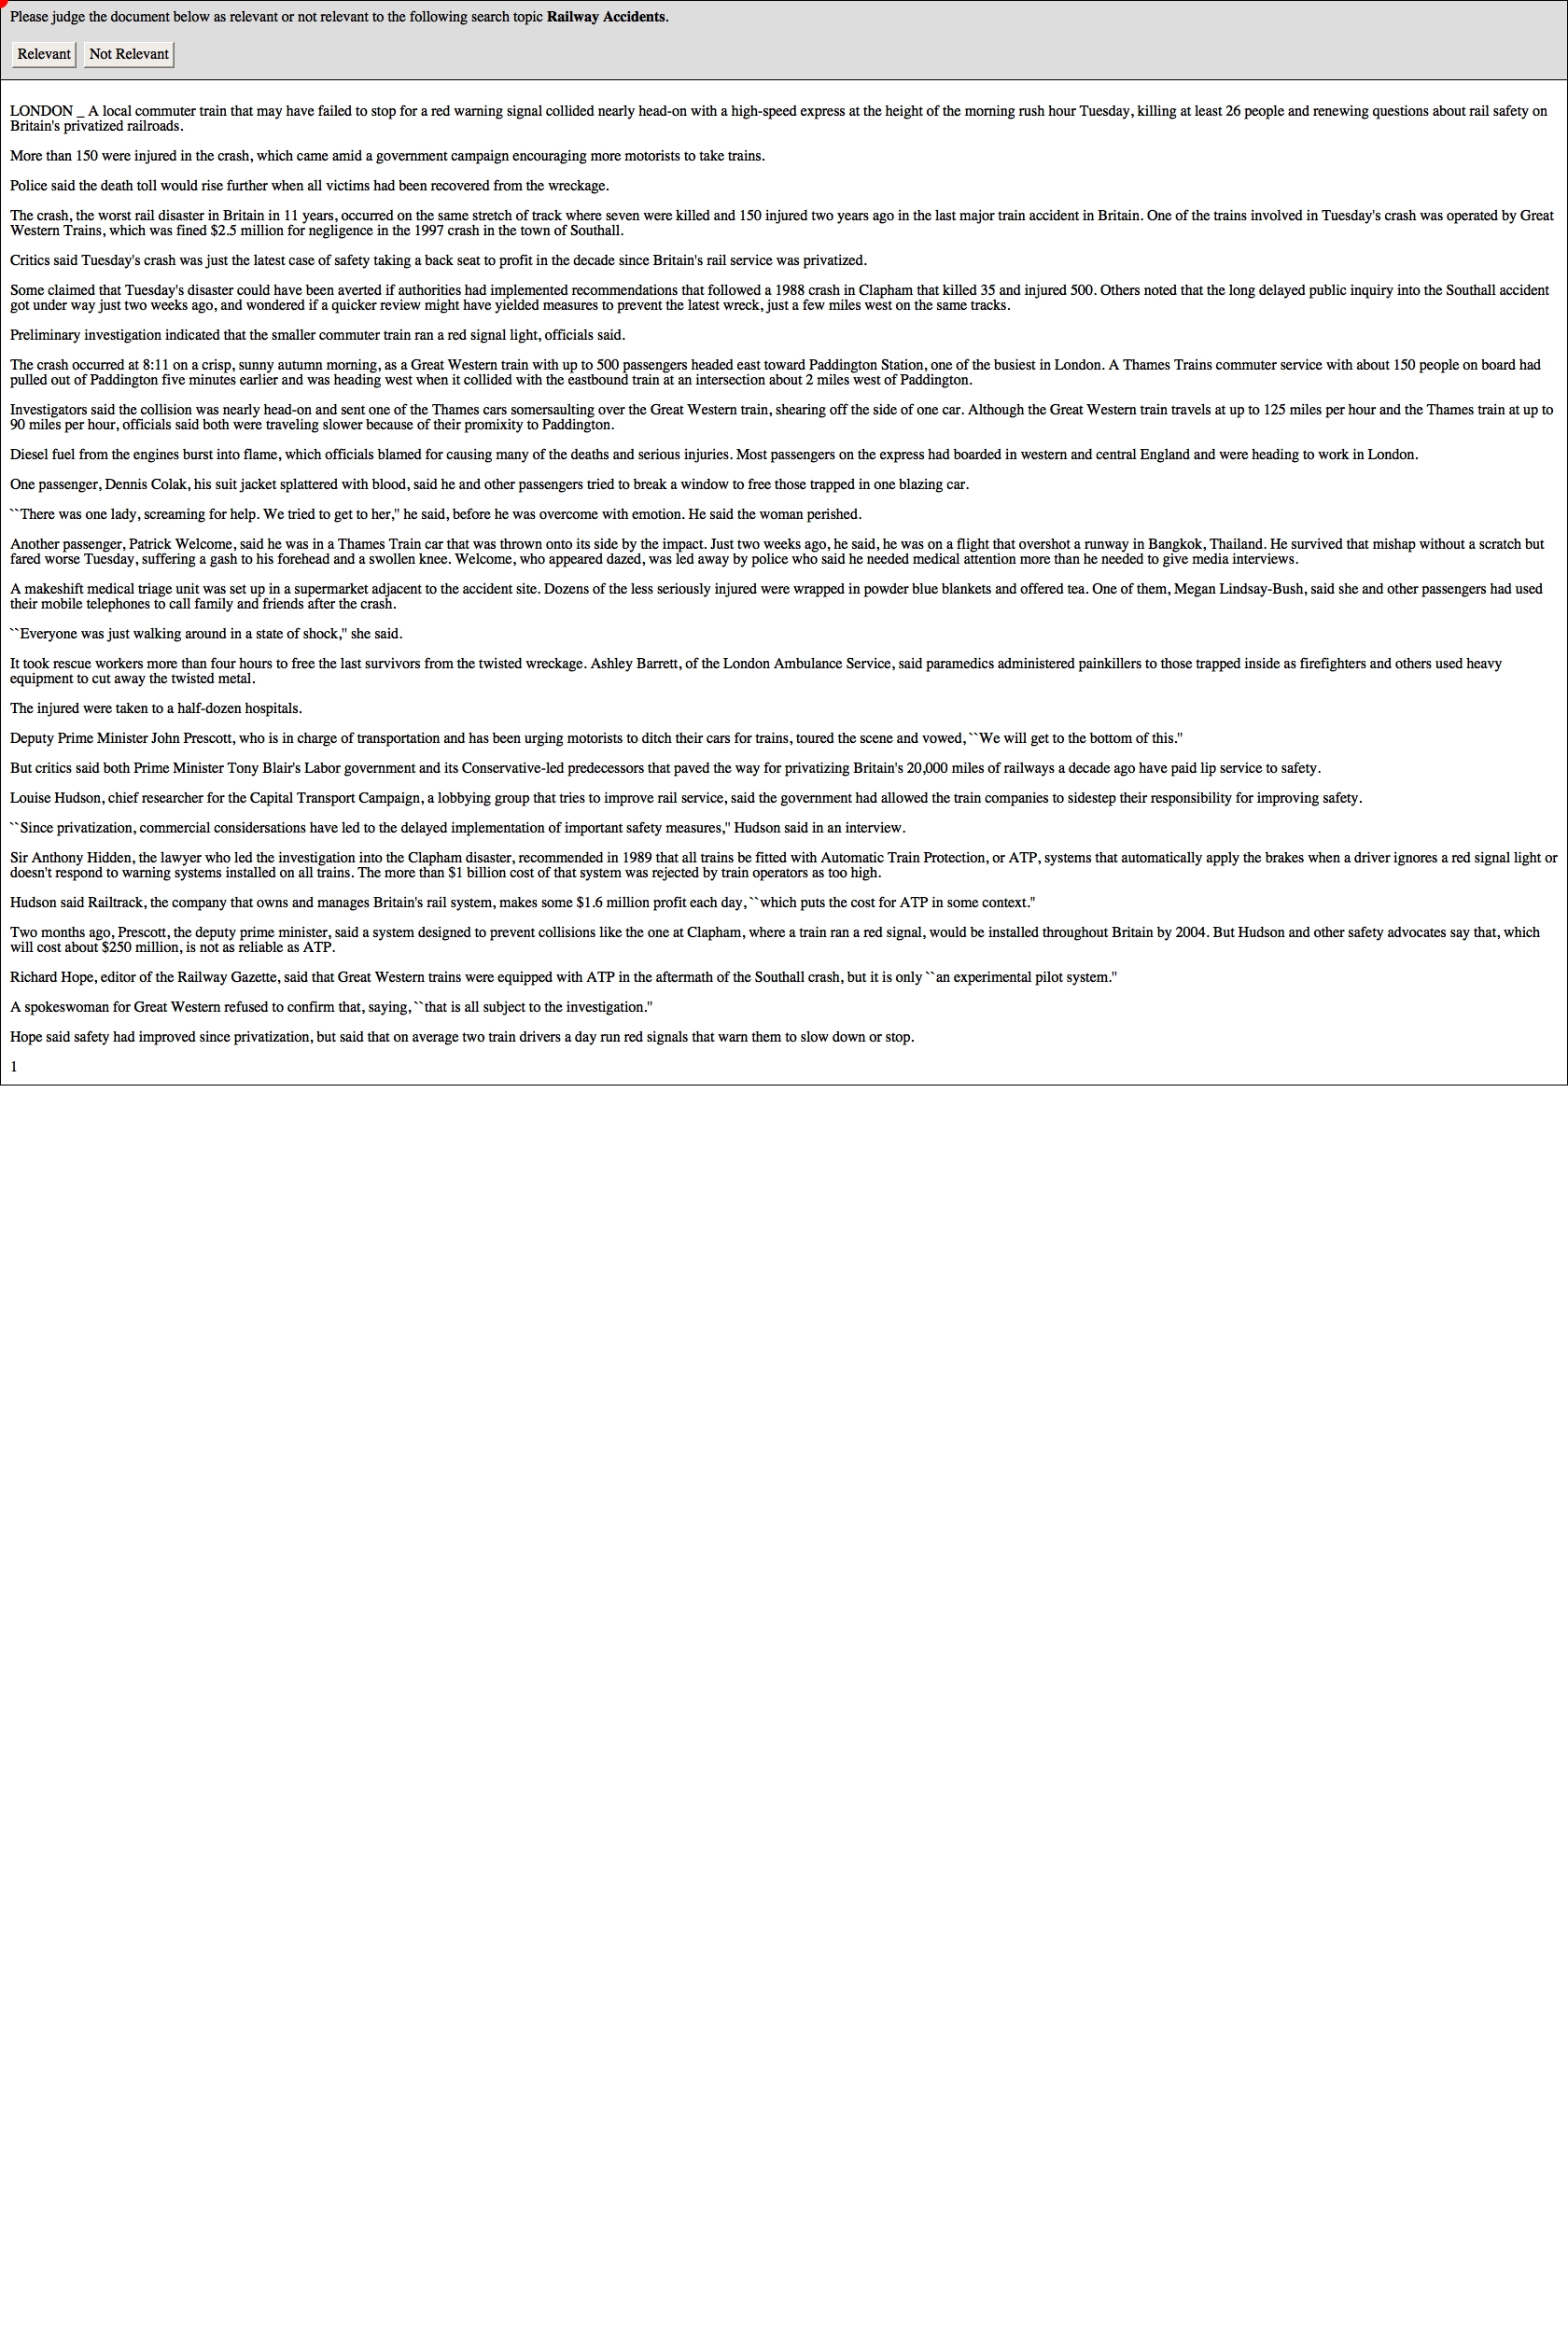 Please judge the document below as relevant or not relevant to the following search topic Railway Accidents.
Relevant Not Relevant
LONDON _ A local commuter train that may have failed to stop for a red warning signal collided nearly head-on with a high-speed express at the height of the morning rush hour Tuesday, killing at least 26 people and renewing questions about rail safety on
Britain's privatized railroads.
More than 150 were injured in the crash, which came amid a government campaign encouraging more motorists to take trains.
Police said the death toll would rise further when all victims had been recovered from the wreckage.
The crash, the worst rail disaster in Britain in 11 years, occurred on the same stretch of track where seven were killed and 150 injured two years ago in the last major train accident in Britain. One of the trains involved in Tuesday's crash was operated by Great
Western Trains, which was fined $2.5 million for negligence in the 1997 crash in the town of Southall.
Critics said Tuesday's crash was just the latest case of safety taking a back seat to profit in the decade since Britain's rail service was privatized.
Some claimed that Tuesday's disaster could have been averted if authorities had implemented recommendations that followed a 1988 crash in Clapham that killed 35 and injured 500. Others noted that the long delayed public inquiry into the Southall accident
got under way just two weeks ago, and wondered if a quicker review might have yielded measures to prevent the latest wreck, just a few miles west on the same tracks.
Preliminary investigation indicated that the smaller commuter train ran a red signal light, officials said.
The crash occurred at 8:11 on a crisp, sunny autumn morning, as a Great Western train with up to 500 passengers headed east toward Paddington Station, one of the busiest in London. A Thames Trains commuter service with about 150 people on board had
pulled out of Paddington five minutes earlier and was heading west when it collided with the eastbound train at an intersection about 2 miles west of Paddington.
Investigators said the collision was nearly head-on and sent one of the Thames cars somersaulting over the Great Western train, shearing off the side of one car. Although the Great Western train travels at up to 125 miles per hour and the Thames train at up to
90 miles per hour, officials said both were traveling slower because of their promixity to Paddington.
Diesel fuel from the engines burst into flame, which officials blamed for causing many of the deaths and serious injuries. Most passengers on the express had boarded in western and central England and were heading to work in London.
One passenger, Dennis Colak, his suit jacket splattered with blood, said he and other passengers tried to break a window to free those trapped in one blazing car.
``There was one lady, screaming for help. We tried to get to her,'' he said, before he was overcome with emotion. He said the woman perished.
Another passenger, Patrick Welcome, said he was in a Thames Train car that was thrown onto its side by the impact. Just two weeks ago, he said, he was on a flight that overshot a runway in Bangkok, Thailand. He survived that mishap without a scratch but
fared worse Tuesday, suffering a gash to his forehead and a swollen knee. Welcome, who appeared dazed, was led away by police who said he needed medical attention more than he needed to give media interviews.
A makeshift medical triage unit was set up in a supermarket adjacent to the accident site. Dozens of the less seriously injured were wrapped in powder blue blankets and offered tea. One of them, Megan Lindsay-Bush, said she and other passengers had used
their mobile telephones to call family and friends after the crash.
``Everyone was just walking around in a state of shock,'' she said.
It took rescue workers more than four hours to free the last survivors from the twisted wreckage. Ashley Barrett, of the London Ambulance Service, said paramedics administered painkillers to those trapped inside as firefighters and others used heavy
equipment to cut away the twisted metal.
The injured were taken to a half-dozen hospitals.
Deputy Prime Minister John Prescott, who is in charge of transportation and has been urging motorists to ditch their cars for trains, toured the scene and vowed, ``We will get to the bottom of this.''
But critics said both Prime Minister Tony Blair's Labor government and its Conservative-led predecessors that paved the way for privatizing Britain's 20,000 miles of railways a decade ago have paid lip service to safety.
Louise Hudson, chief researcher for the Capital Transport Campaign, a lobbying group that tries to improve rail service, said the government had allowed the train companies to sidestep their responsibility for improving safety.
``Since privatization, commercial considersations have led to the delayed implementation of important safety measures,'' Hudson said in an interview.
Sir Anthony Hidden, the lawyer who led the investigation into the Clapham disaster, recommended in 1989 that all trains be fitted with Automatic Train Protection, or ATP, systems that automatically apply the brakes when a driver ignores a red signal light or
doesn't respond to warning systems installed on all trains. The more than $1 billion cost of that system was rejected by train operators as too high.
Hudson said Railtrack, the company that owns and manages Britain's rail system, makes some $1.6 million profit each day, ``which puts the cost for ATP in some context.''
Two months ago, Prescott, the deputy prime minister, said a system designed to prevent collisions like the one at Clapham, where a train ran a red signal, would be installed throughout Britain by 2004. But Hudson and other safety advocates say that, which
will cost about $250 million, is not as reliable as ATP.
Richard Hope, editor of the Railway Gazette, said that Great Western trains were equipped with ATP in the aftermath of the Southall crash, but it is only ``an experimental pilot system.''
A spokeswoman for Great Western refused to confirm that, saying, ``that is all subject to the investigation.''
Hope said safety had improved since privatization, but said that on average two train drivers a day run red signals that warn them to slow down or stop.
1